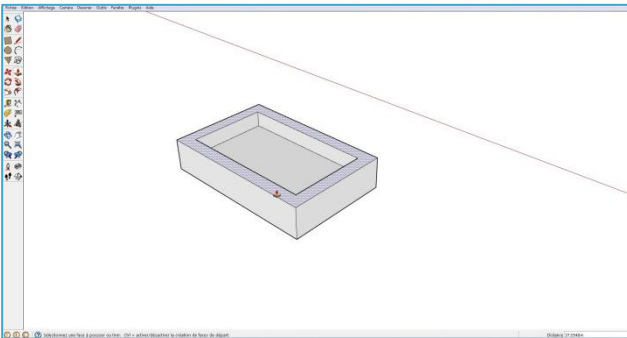 Fichier Edition Affichage Caméra Dessiner Outils Fenêtre Plugins Aide
Sélectionnez une face à pousser ou tirer. Ctrl = activer/désactiver la création de faces de départ.
Distance